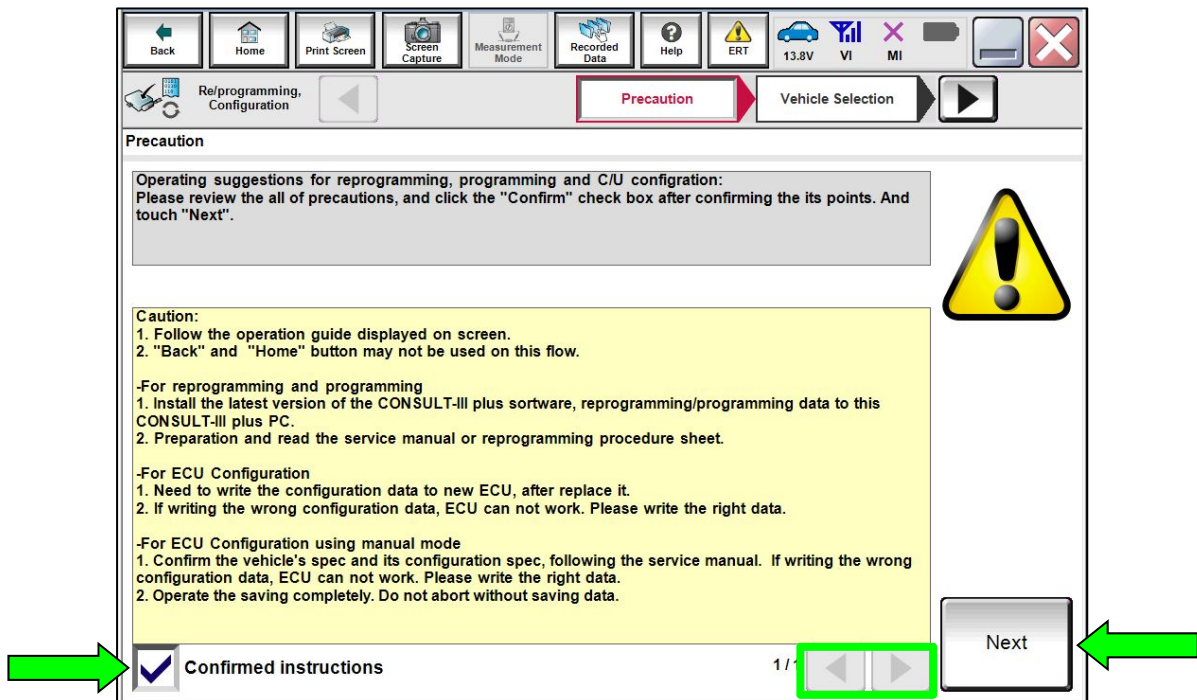 Back
Home
Print Screen
Screen
Capture
Measurement
Mode
Recorded
Data
Help
ERT
13.8V
VI
MI
Re/programming,
Configuration
Precaution
Vehicle Selection
Precaution
Operating suggestions for reprogramming, programming and C/U configration:
Please review the all of precautions, and click the "Confirm" check box after confirming the its points. And
touch "Next".
Caution:
1. Follow the operation guide displayed on screen.
2. "Back" and "Home" button may not be used on this flow.
-For reprogramming and programming
1. Install the latest version of the CONSULT-III plus sortware, reprogramming/programming data to this
CONSULT-III plus PC.
2. Preparation and read the service manual or reprogramming procedure sheet.
-For ECU Configuration
1. Need to write the configuration data to new ECU, after replace it.
2. If writing the wrong configuration data, ECU can not work. Please write the right data.
-For ECU Configuration using manual mode
1. Confirm the vehicle's spec and its configuration spec, following the service manual. If writing the wrong
configuration data, ECU can not work. Please write the right data.
2. Operate the saving completely. Do not abort without saving data.
Confirmed instructions
1/1
Next